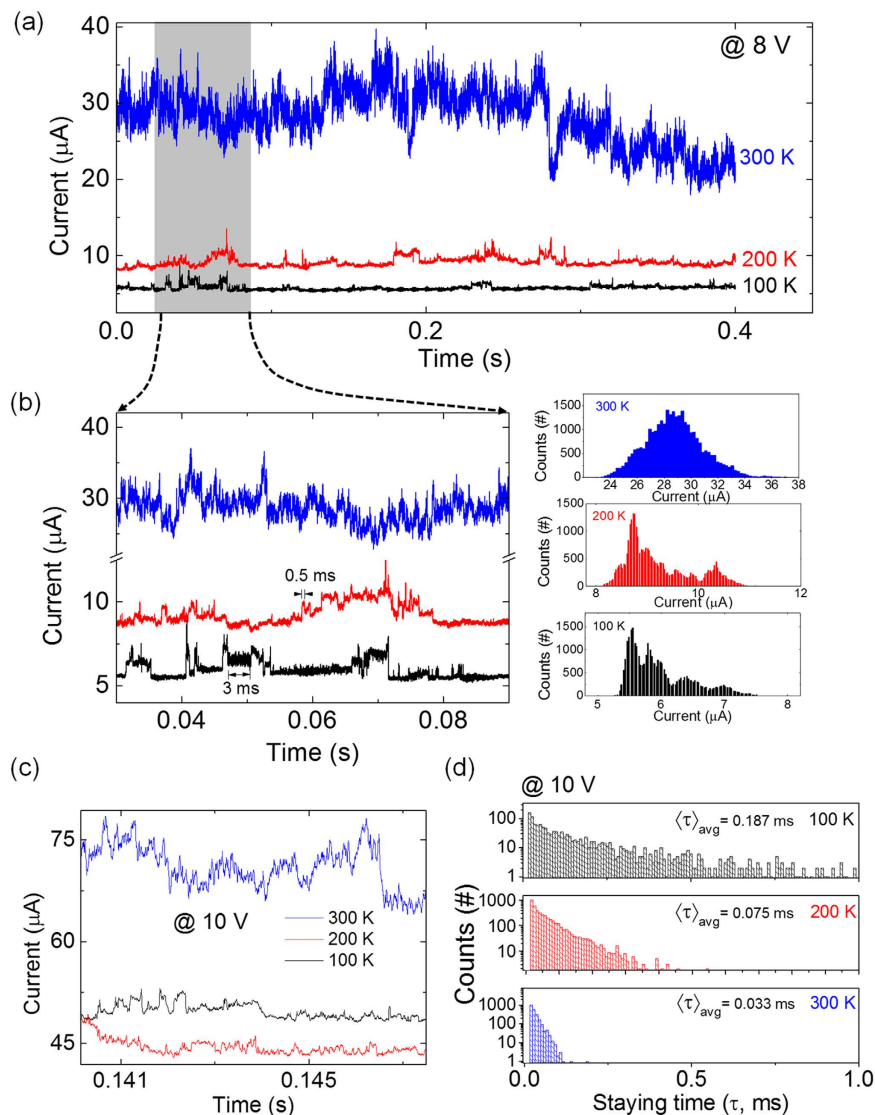 (a)
@ 8 V
40
30
20
10
Current (μA)
300 K
200 K
100 K
0.0
0.2
0.4
Time (s)
(b)
40
30
10
5
Current (μA)
0.5 ms
3 ms
0.04
0.06
0.08
Time (s)
1500
1000
500
0
Counts (#)
300 K
24
26
28
30
32
34
36
38
Current (μA)
1500
1000
500
0
Counts (#)
200 K
8
10
12
Current (μA)
1500
1000
500
0
Counts (#)
100 K
5
6
7
8
Current (μA)
(c)
75
60
45
Current (μA)
@ 10 V
300 K
200 K
100 K
0.141
0.145
Time (s)
(d)
@ 10 V
Counts (#)
100
10
1
⟨τ⟩avg = 0.187 ms
100 K
1000
100
10
⟨τ⟩avg = 0.075 ms
200 K
1000
100
10
1
⟨τ⟩avg = 0.033 ms
300 K
0.0
0.5
1.0
Staying time (τ, ms)